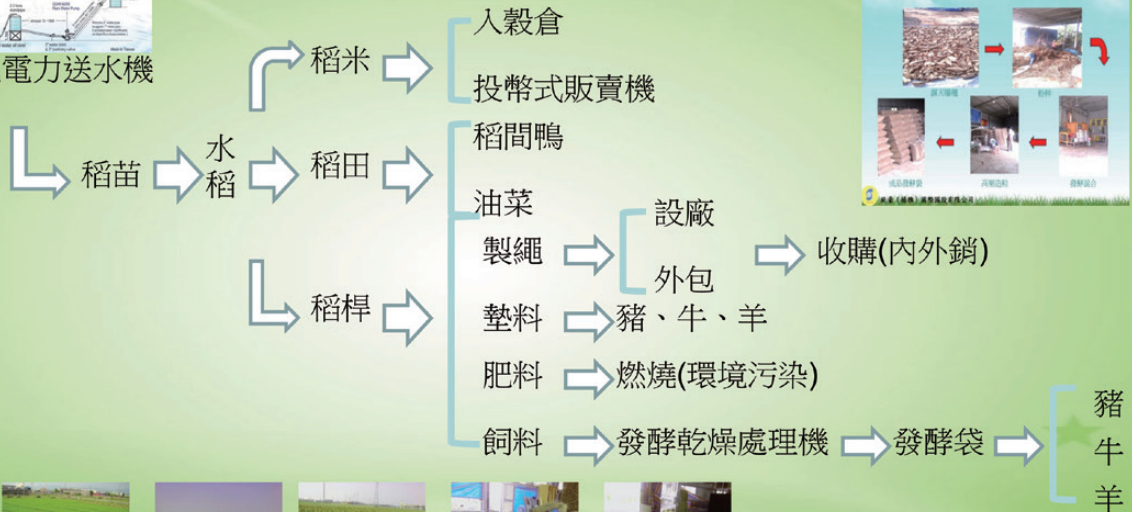 電力送水機
稻苗
水
稻
稻米
入穀倉
投幣式販賣機
稻田
稻間鴨
油菜
稻桿
製繩
設廠
外包
收購(內外銷)
墊料
豬、牛、羊
肥料
燃燒(環境污染)
飼料
發酵乾燥處理機
發酵袋
豬
牛
羊